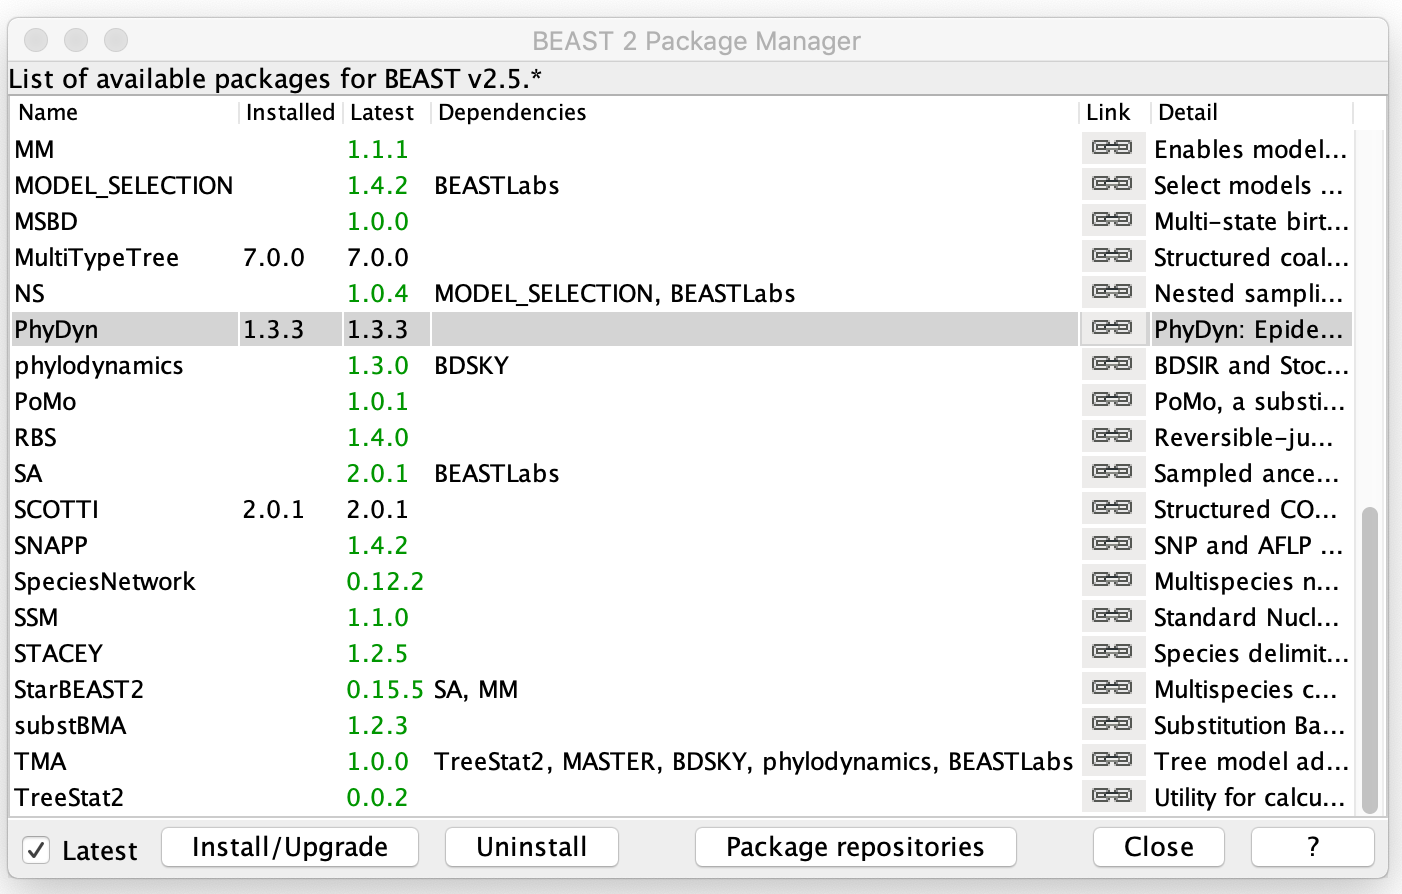 BEAST 2 Package Manager
List of available packages for BEAST v2.5.*
Name Installed Latest Dependencies Link Detail
MM 1.1.1 Enables model...
MODEL_SELECTION 1.4.2 BEASTLabs Select models ...
MSBD 1.0.0 Multi-state birt...
MultiTypeTree 7.0.0 7.0.0 Structured coal...
NS 1.0.4 MODEL_SELECTION, BEASTLabs Nested sampli...
PhyDyn 1.3.3 1.3.3 PhyDyn: Epide...
phylodynamics 1.3.0 BDSKY BDSIR and Stoc...
PoMo 1.0.1 PoMo, a substi...
RBS 1.4.0 Reversible-ju...
SA 2.0.1 BEASTLabs Sampled ance...
SCOTTI 2.0.1 2.0.1 Structured CO...
SNAPP 1.4.2 SNP and AFLP ...
SpeciesNetwork 0.12.2 Multispecies n...
SSM 1.1.0 Standard Nucl...
STACEY 1.2.5 Species delimit...
StarBEAST2 0.15.5 SA, MM Multispecies c...
substBMA 1.2.3 Substitution Ba...
TMA 1.0.0 TreeStat2, MASTER, BDSKY, phylodynamics, BEASTLabs Tree model ad...
TreeStat2 0.0.2 Utility for calcu...
Latest Install/Upgrade Uninstall Package repositories Close ?